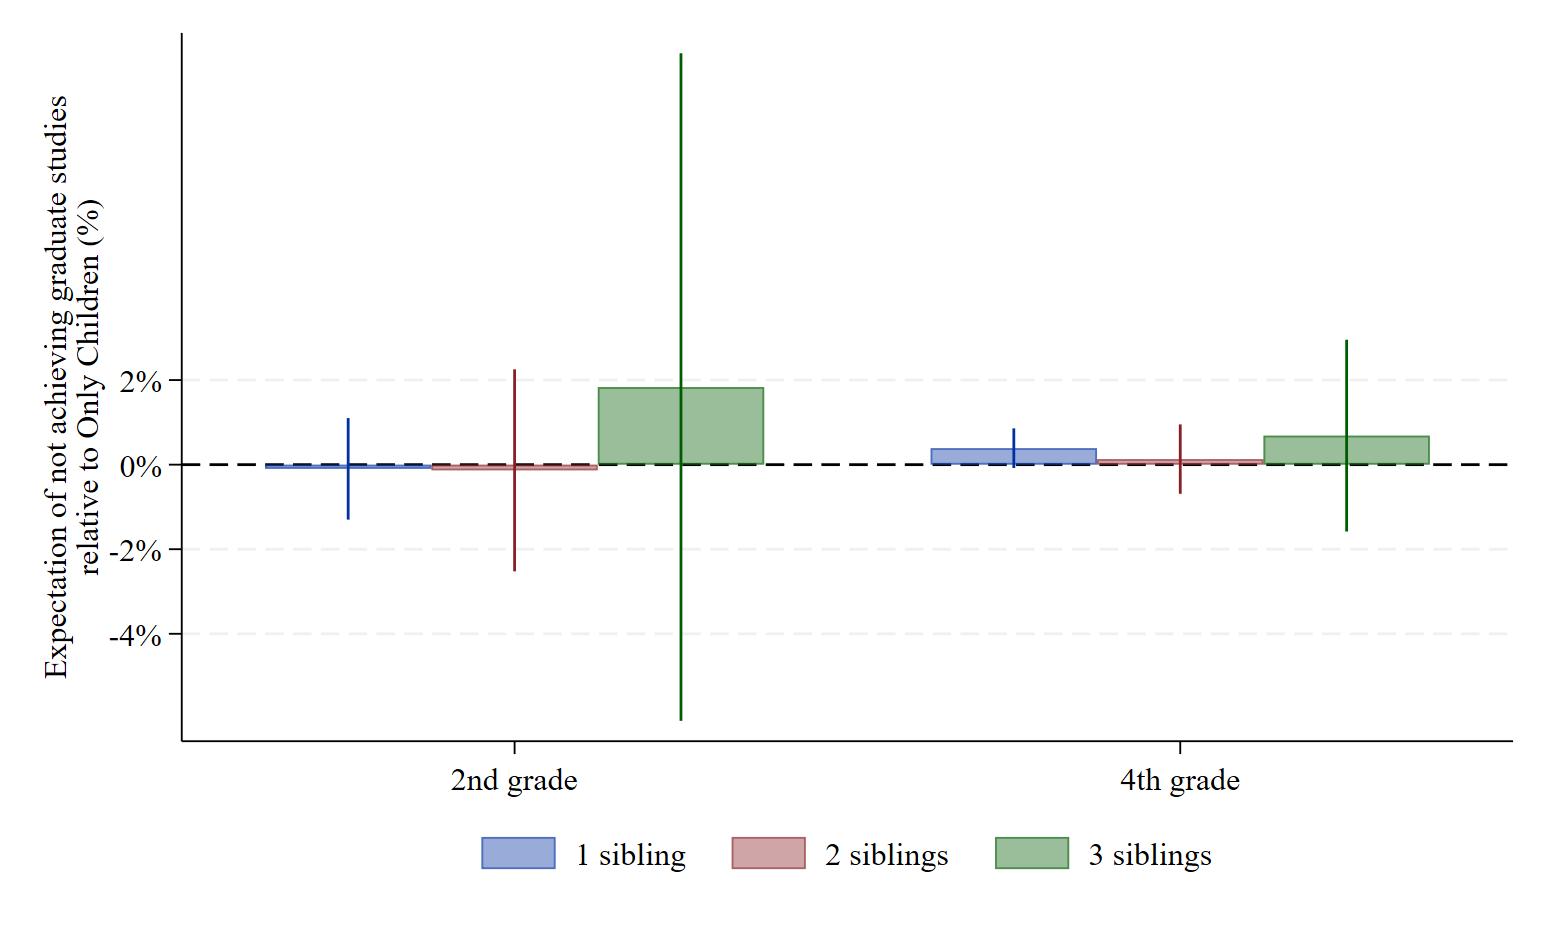 Expectation of not achieving graduate studies
relative to Only Children (%)
2%
0%
-2%
-4%
2nd grade
4th grade
1 sibling
2 siblings
3 siblings